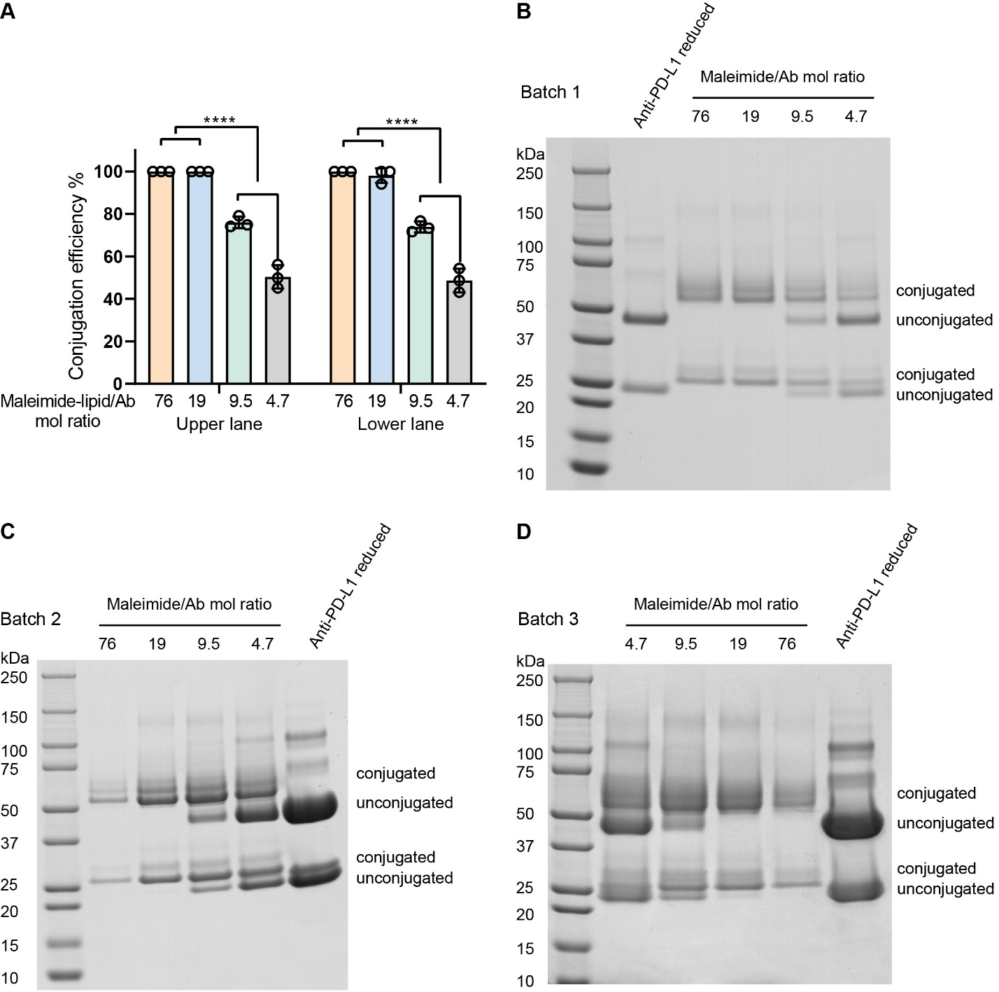 A
****
****
Conjugation efficiency %
100
80
60
40
20
0
Maleimide-lipid/Ab
mol ratio
76 19 9.5 4.7
76 19 9.5 4.7
Upper lane
Lower lane
B
Batch 1
Anti-PD-L1 reduced
Maleimide/Ab mol ratio
76 19 9.5 4.7
kDa
250
150
100
75
50
37
25
20
15
10
conjugated
unconjugated
conjugated
unconjugated
C
Batch 2
Maleimide/Ab mol ratio
Anti-PD-L1 reduced
76 19 9.5 4.7
kDa
250
150
100
75
50
37
25
20
15
10
conjugated
unconjugated
conjugated
unconjugated
D
Batch 3
Maleimide/Ab mol ratio
Anti-PD-L1 reduced
4.7 9.5 19 76
kDa
250
150
100
75
50
37
25
20
15
10
conjugated
unconjugated
conjugated
unconjugated